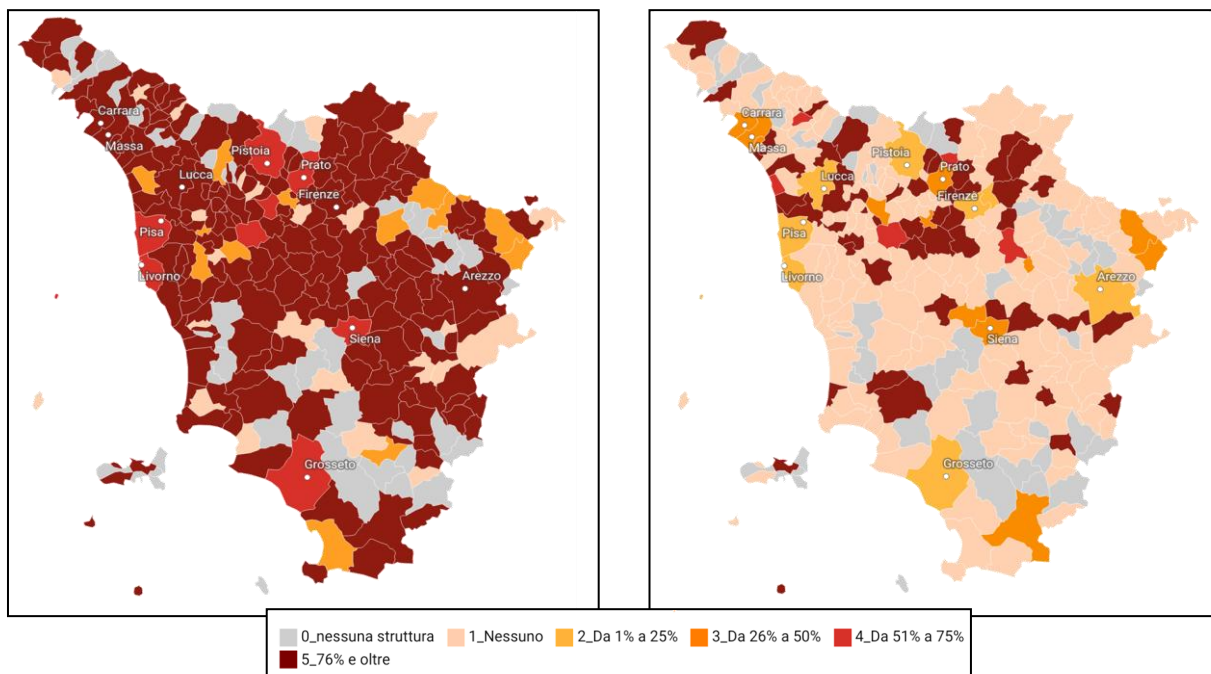 Carrara
Massa
Pistoia
Prato
Lucca
Firenze
Pisa
Livorno
Arezzo
Siena
Grosseto
Carrara
Massa
Pistoia
Prato
Lucca
Firenze
Pisa
Livorno
Arezzo
Siena
Grosseto
0_nessuna struttura 1_Nessuno 2_Da 1% a 25% 3_Da 26% a 50% 4_Da 51% a 75%
5_76% e oltre